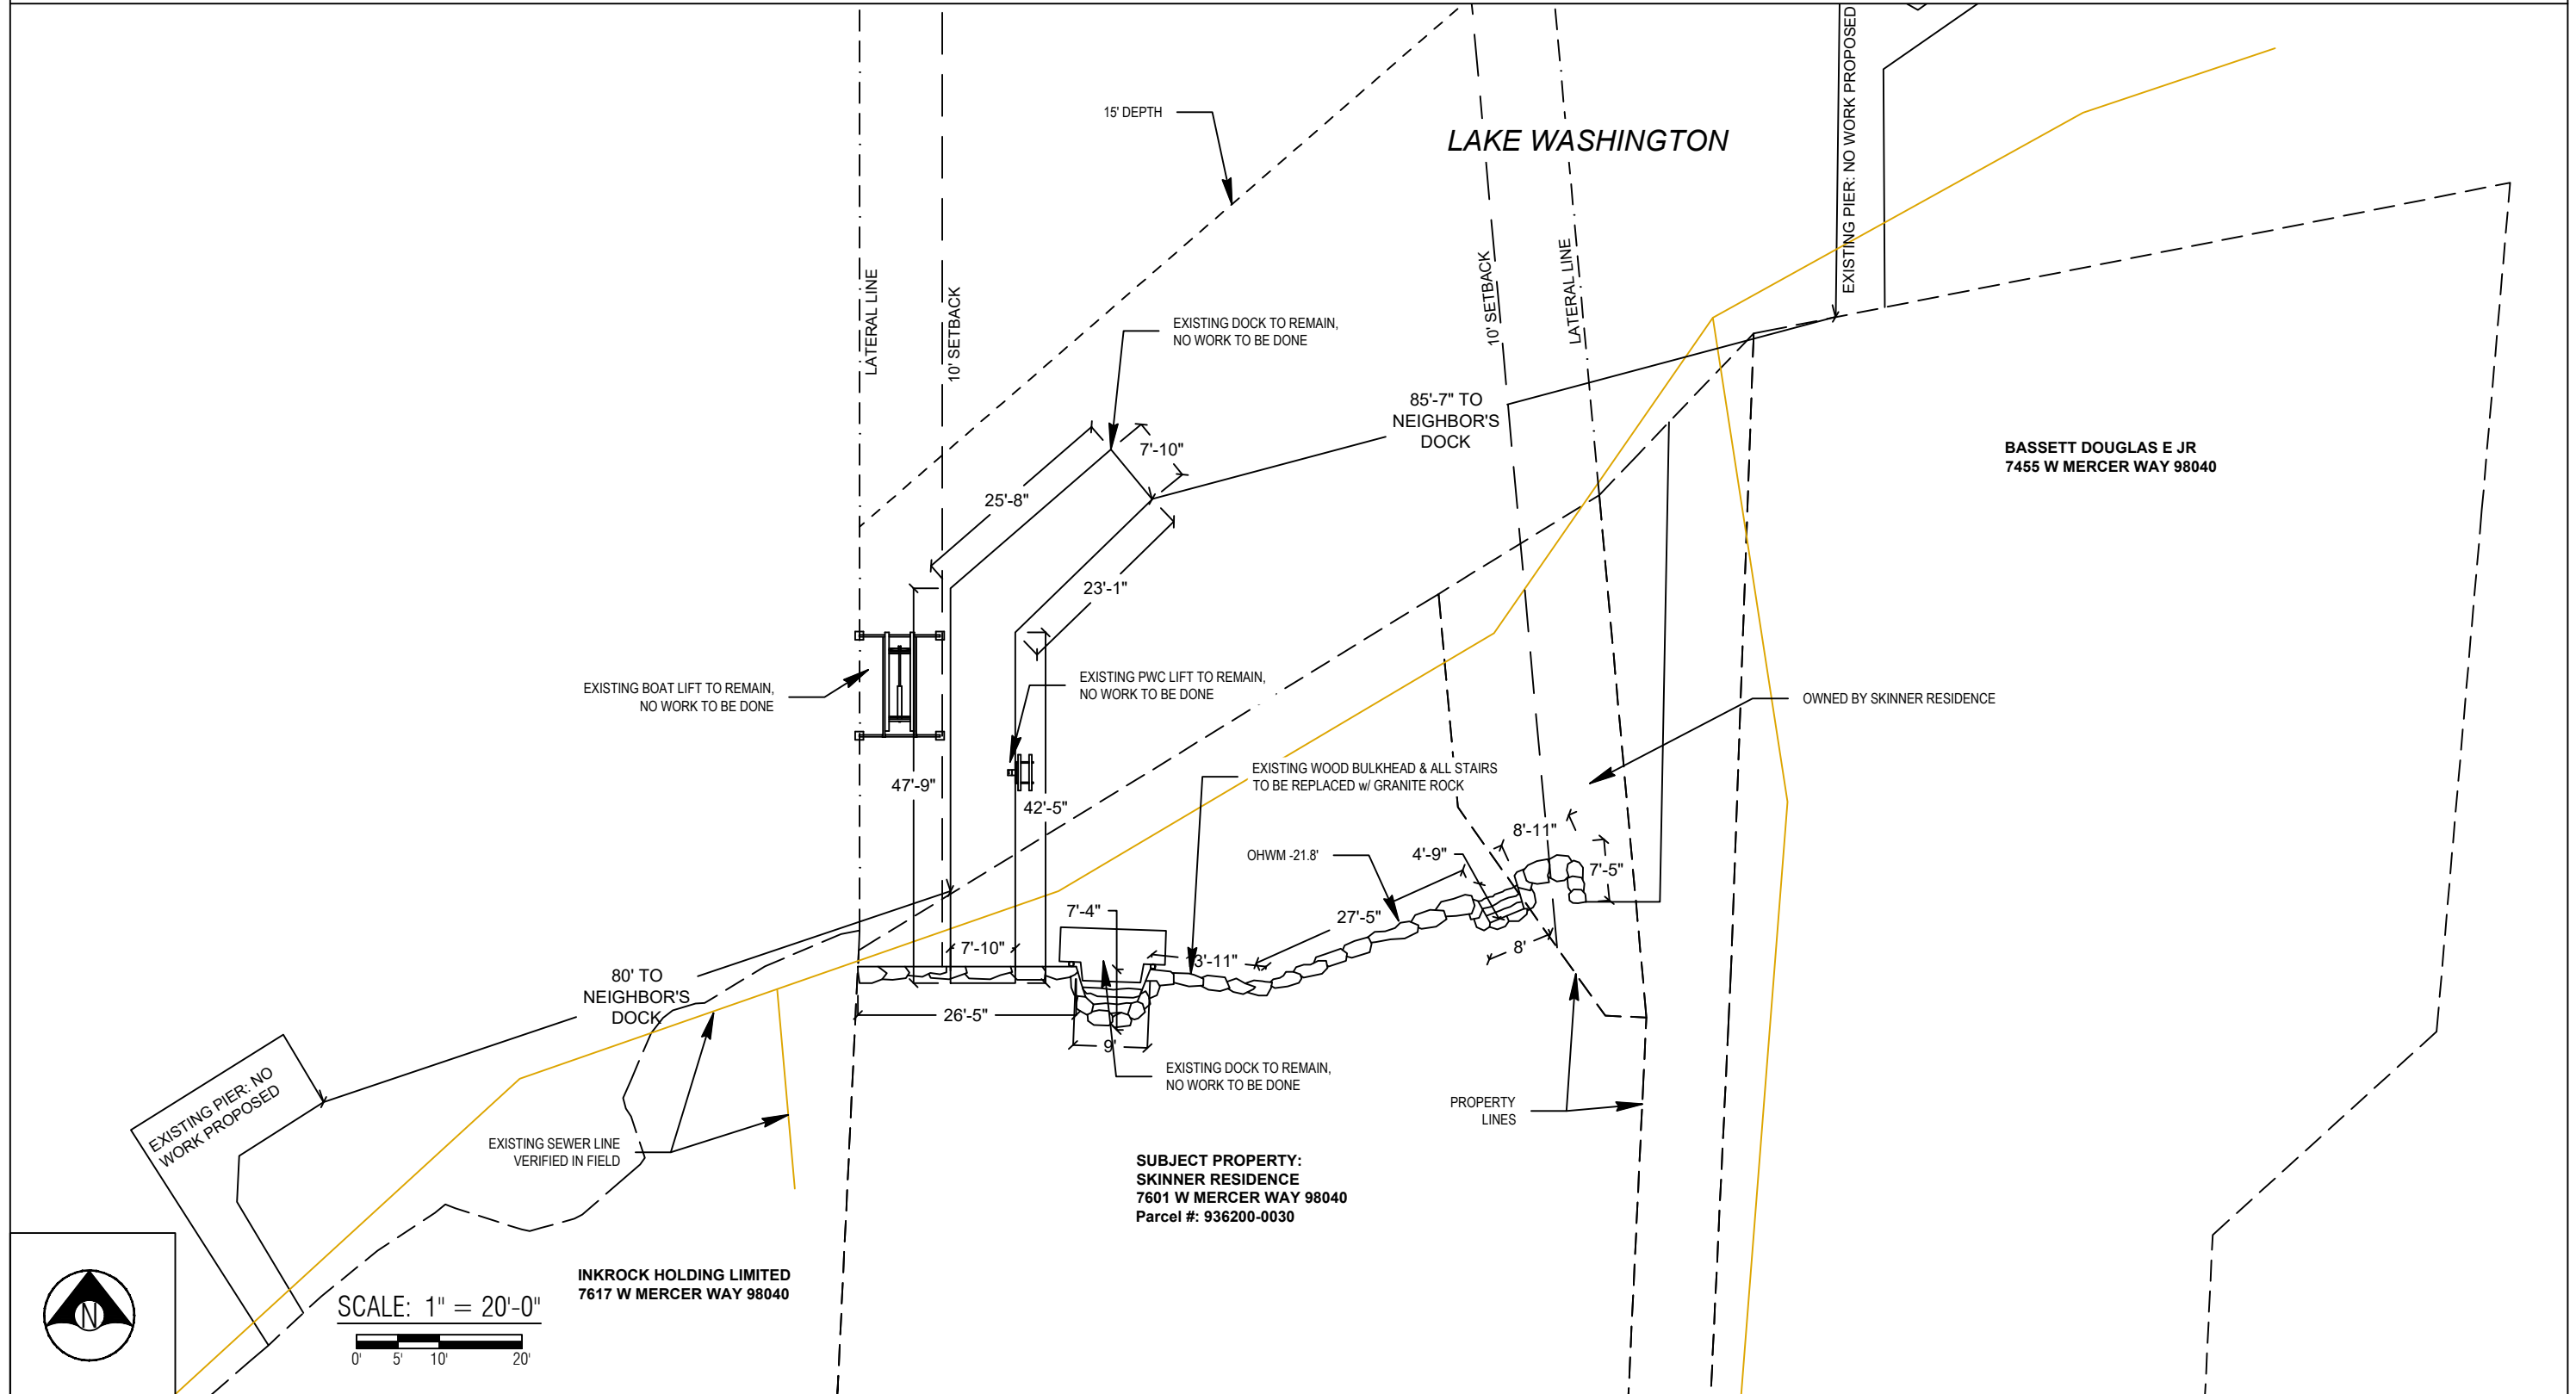 15' DEPTH
LAKE WASHINGTON
EXISTING PIER: NO WORK PROPOSED
LATERAL LINE
10' SETBACK
10' SETBACK
LATERAL LINE
EXISTING DOCK TO REMAIN,
NO WORK TO BE DONE
85'-7" TO
NEIGHBOR'S
DOCK
7'-10"
25'-8"
BASSETT DOUGLAS E JR
7455 W MERCER WAY 98040
23'-1"
EXISTING BOAT LIFT TO REMAIN,
NO WORK TO BE DONE
EXISTING PWC LIFT TO REMAIN,
NO WORK TO BE DONE
OWNED BY SKINNER RESIDENCE
47'-9"
42'-5"
EXISTING WOOD BULKHEAD & ALL STAIRS
TO BE REPLACED w/ GRANITE ROCK
OHWM -21.8'
4'-9"
8'-11"
7'-5"
7'-4"
27'-5"
7'-10"
3'-11"
8'
80' TO
NEIGHBOR'S
DOCK
26'-5"
9'
EXISTING DOCK TO REMAIN,
NO WORK TO BE DONE
PROPERTY
LINES
EXISTING PIER: NO
WORK PROPOSED
EXISTING SEWER LINE
VERIFIED IN FIELD
SUBJECT PROPERTY:
SKINNER RESIDENCE
7601 W MERCER WAY 98040
Parcel #: 936200-0030
INKROCK HOLDING LIMITED
7617 W MERCER WAY 98040
N
SCALE: 1" = 20'-0"
0' 5' 10' 20'